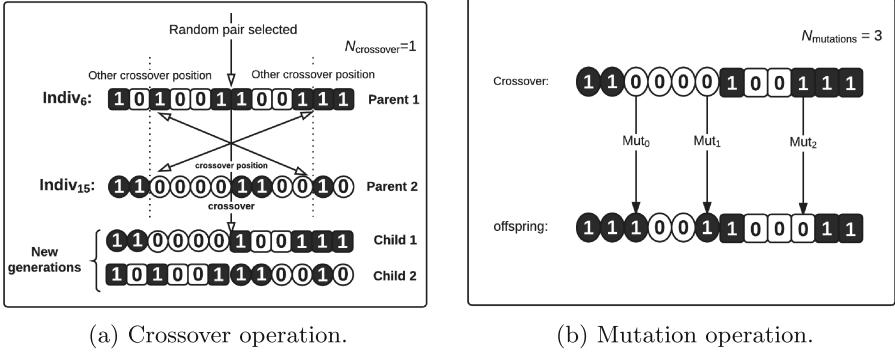 Random pair selected
Ncrossover=1
Other crossover position Other crossover position
Indiv6: 1 0 1 0 0 1 1 0 0 1 1 1 Parent 1
crossover position
Indiv15: 1 1 0 0 0 0 1 1 0 0 1 0 Parent 2
crossover
1 1 0 0 0 0 1 0 0 1 1 1 Child 1
New
generations
1 0 1 0 0 1 1 1 0 0 1 0 Child 2
(a) Crossover operation.
Nmutations = 3
Crossover: 1 1 0 0 0 0 1 0 0 1 1 1
Mut0 Mut1 Mut2
offspring: 1 1 1 0 0 1 1 0 0 0 1 1
(b) Mutation operation.